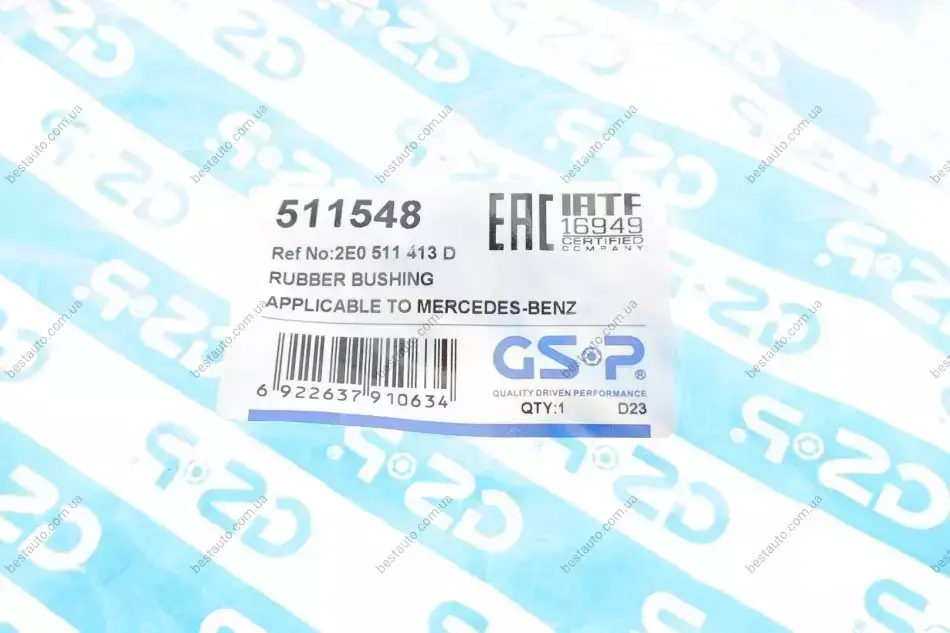 511548
EAC
IATF
16949
CERTIFIED
COMPANY
Ref No:2E0 511 413 D
RUBBER BUSHING
APPLICABLE TO MERCEDES-BENZ
6 922637 910634
GSP®
QUALITY DRIVEN PERFORMANCE
QTY:1 D23
bestauto.com.ua